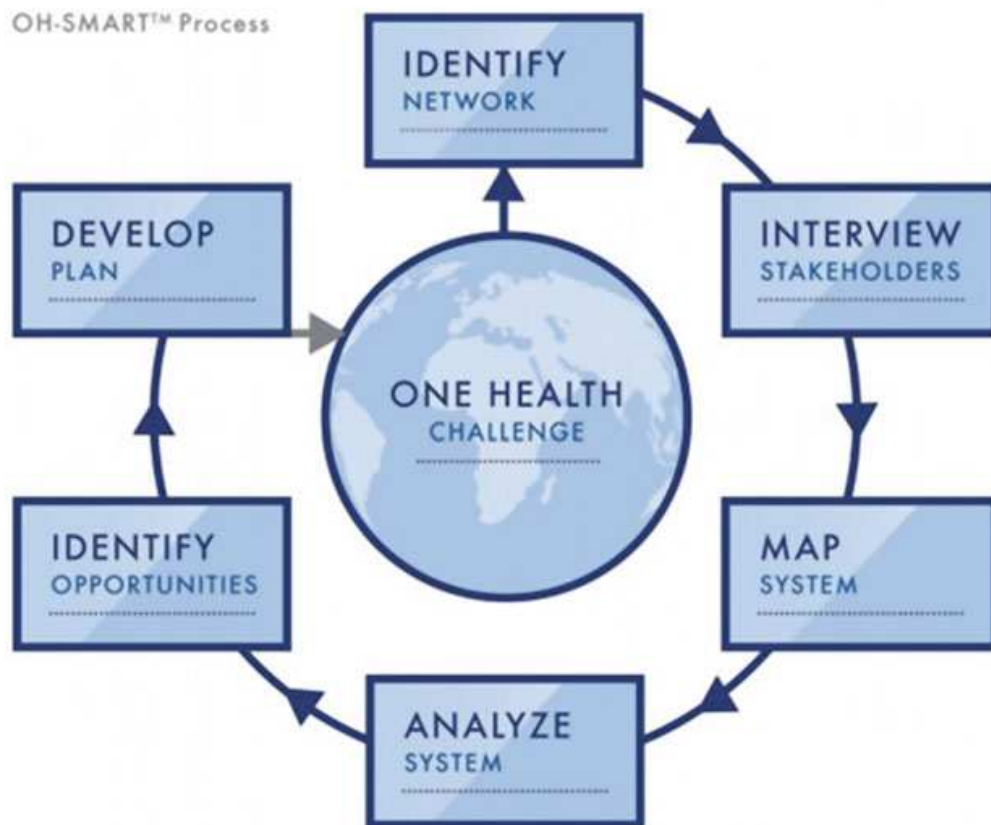 OH-SMART™ Process
IDENTIFY
NETWORK
INTERVIEW
STAKEHOLDERS
MAP
SYSTEM
ANALYZE
SYSTEM
IDENTIFY
OPPORTUNITIES
DEVELOP
PLAN
ONE HEALTH
CHALLENGE